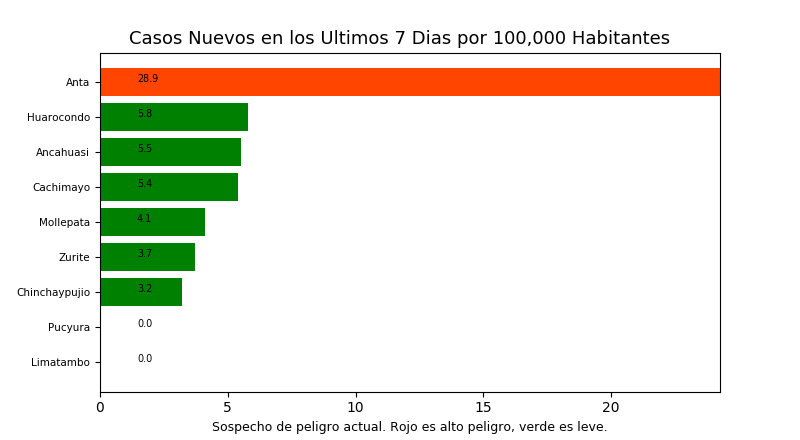 Casos Nuevos en los Ultimos 7 Dias por 100,000 Habitantes
Anta 28.9
Huarocondo 5.8
Ancahuasi 5.5
Cachimayo 5.4
Mollepata 4.1
Zurite 3.7
Chinchaypujio 3.2
Pucyura 0.0
Limatambo 0.0
0 5 10 15 20
Sospecho de peligro actual. Rojo es alto peligro, verde es leve.